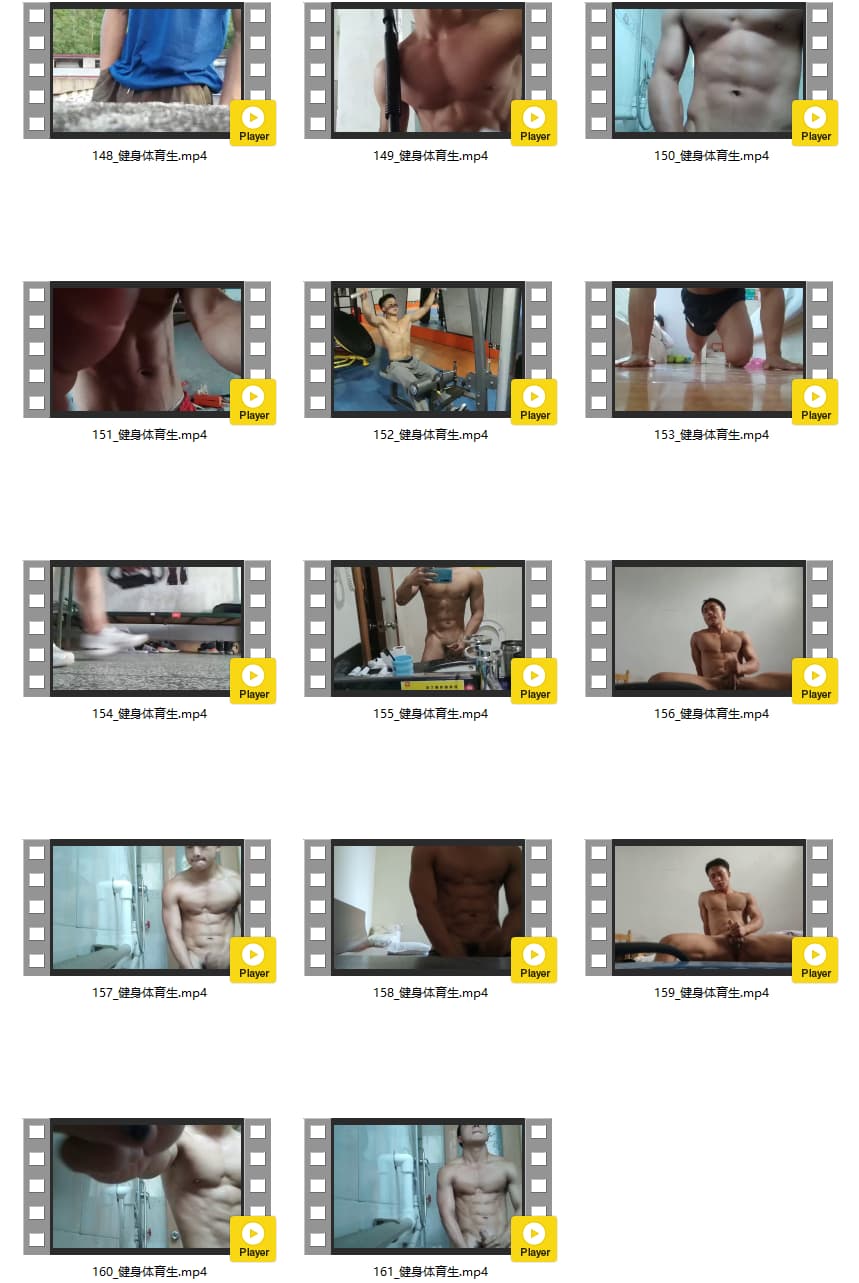 Player
Player
Player
148_健身体育生.mp4
149_健身体育生.mp4
150_健身体育生.mp4
Player
Player
Player
151_健身体育生.mp4
152_健身体育生.mp4
153_健身体育生.mp4
Player
Player
Player
154_健身体育生.mp4
155_健身体育生.mp4
156_健身体育生.mp4
Player
Player
Player
157_健身体育生.mp4
158_健身体育生.mp4
159_健身体育生.mp4
Player
Player
160_健身体育生.mp4
161_健身体育生.mp4